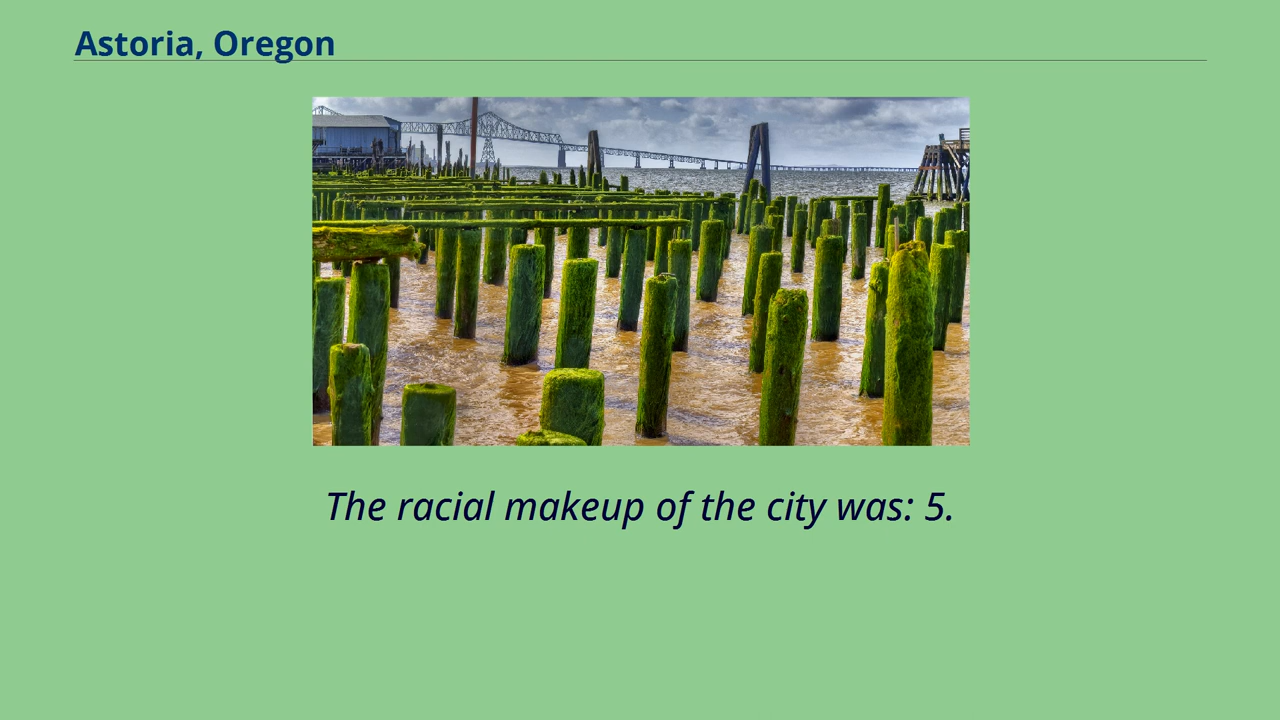 Astoria, Oregon
The racial makeup of the city was: 5.